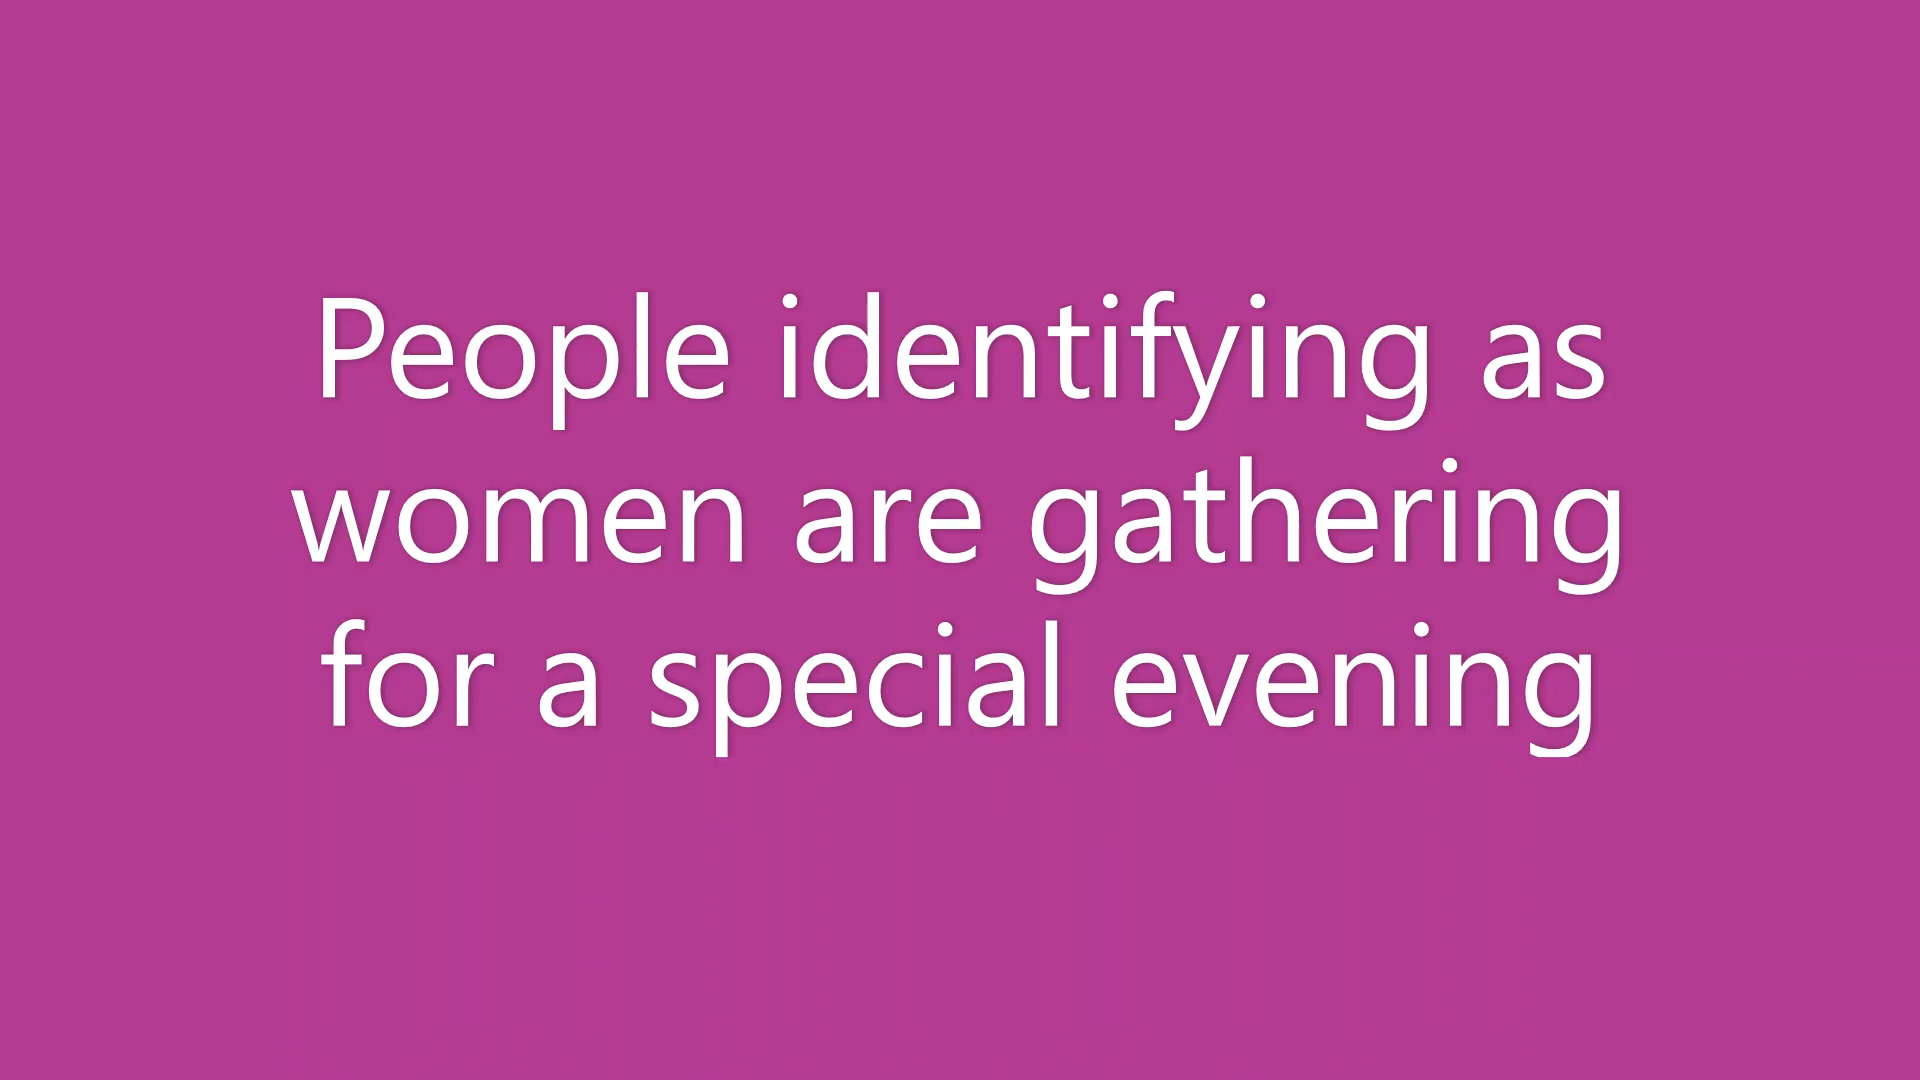 People identifying as
women are gathering
for a special evening